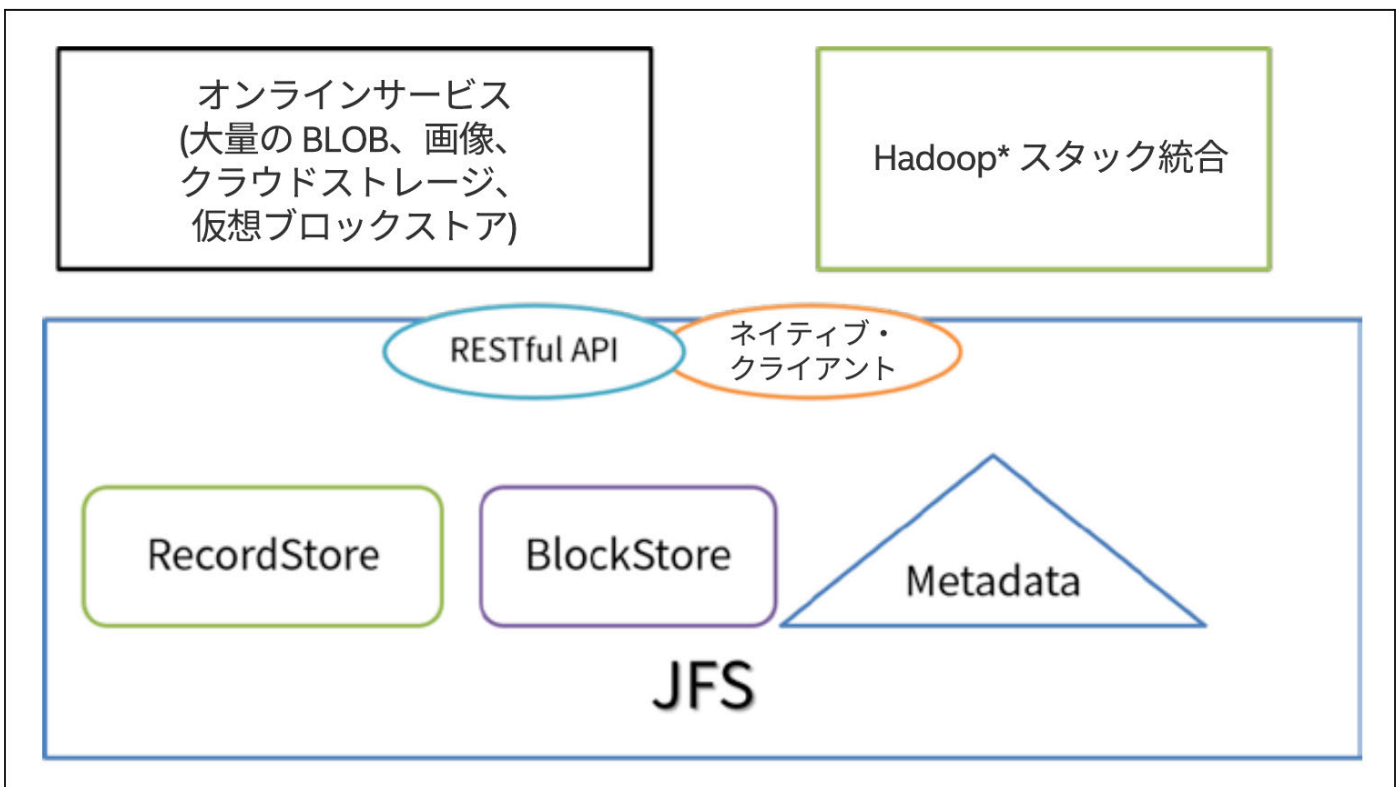 オンラインサービス
(大量の BLOB、画像、
クラウドストレージ、
仮想ブロックストア)
Hadoop* スタック統合
RESTful API
ネイティブ・
クライアント
RecordStore
BlockStore
Metadata
JFS